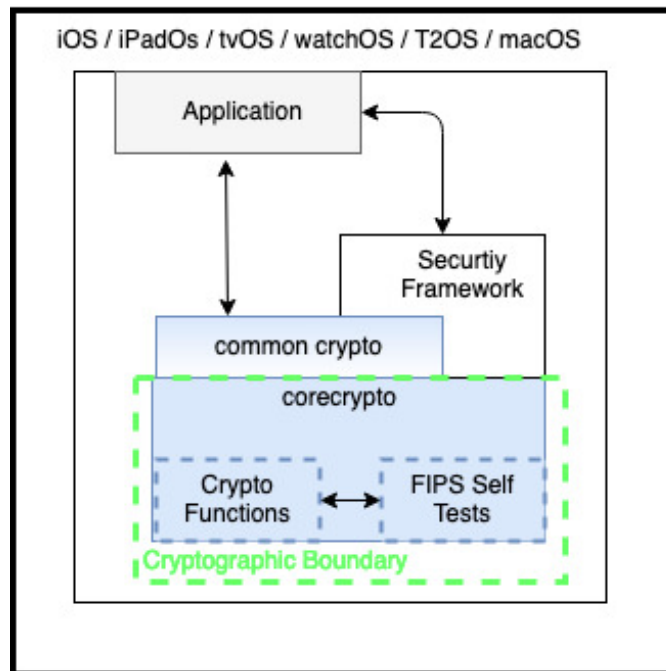 iOS / iPadOs / tvOS / watchOS / T2OS / macOS
Application
Securtiy
Framework
common crypto
corecrypto
Crypto
Functions
FIPS Self
Tests
Cryptographic Boundary